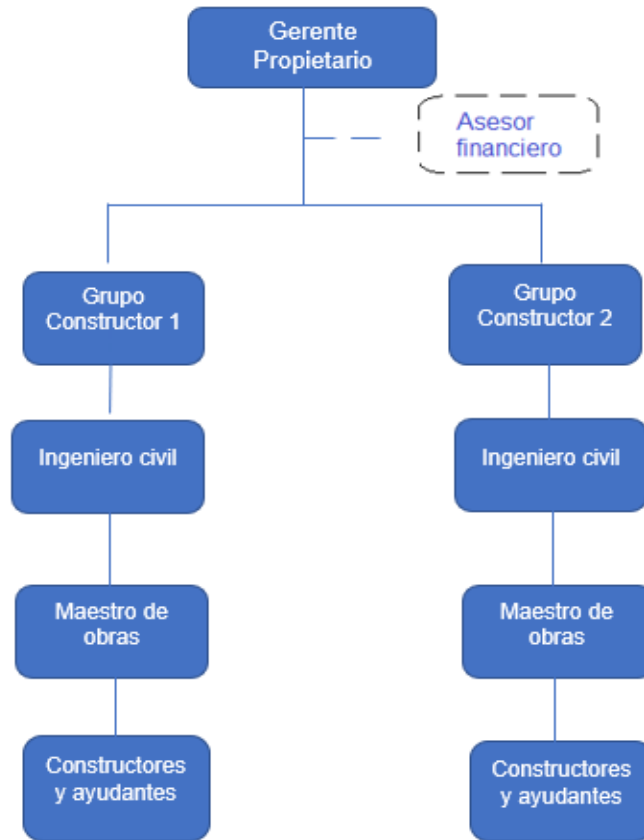 Gerente
Propietario
Asesor
financiero
Grupo
Constructor 1
Grupo
Constructor 2
Ingeniero civil
Ingeniero civil
Maestro de
obras
Maestro de
obras
Constructores
y ayudantes
Constructores
y ayudantes